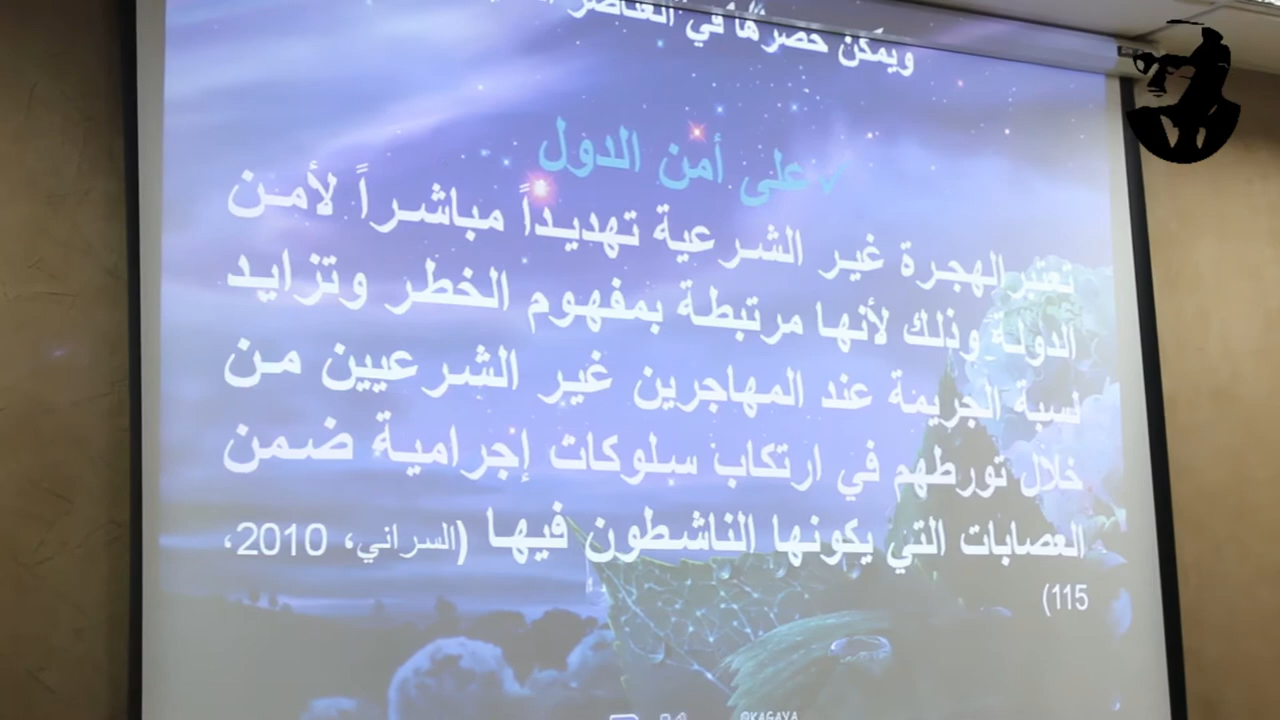 ويمكن حصرها في العناصر
✓على أمن الدول
تعتبر الهجرة غير الشرعية تهديداً مباشراً لأمن
الدولة وذلك لأنها مرتبطة بمفهوم الخطر وتزايد
نسبة الجريمة عند المهاجرين غير الشرعيين من
خلال تورطهم في ارتكاب سلوكات إجرامية ضمن
العصابات التي يكونها الناشطون فيها (السراني، 2010،
115)
@KAGAYA